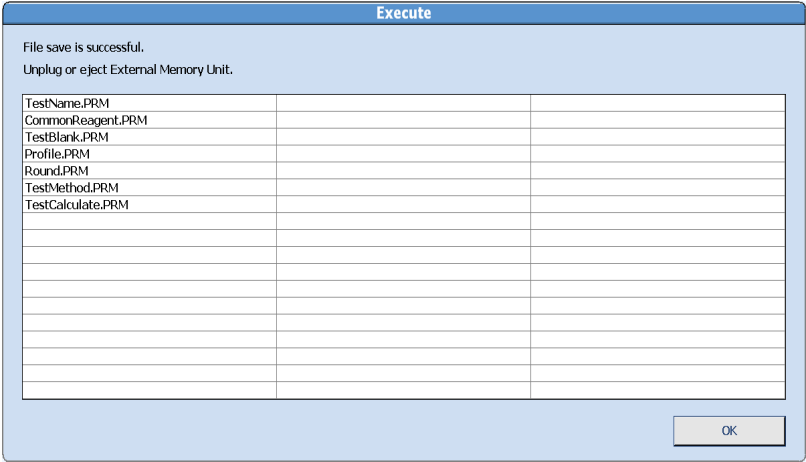 Execute
File save is successful.
Unplug or eject External Memory Unit.
TestName.PRM
CommonReagent.PRM
TestBlank.PRM
Profile.PRM
Round.PRM
TestMethod.PRM
TestCalculate.PRM
OK